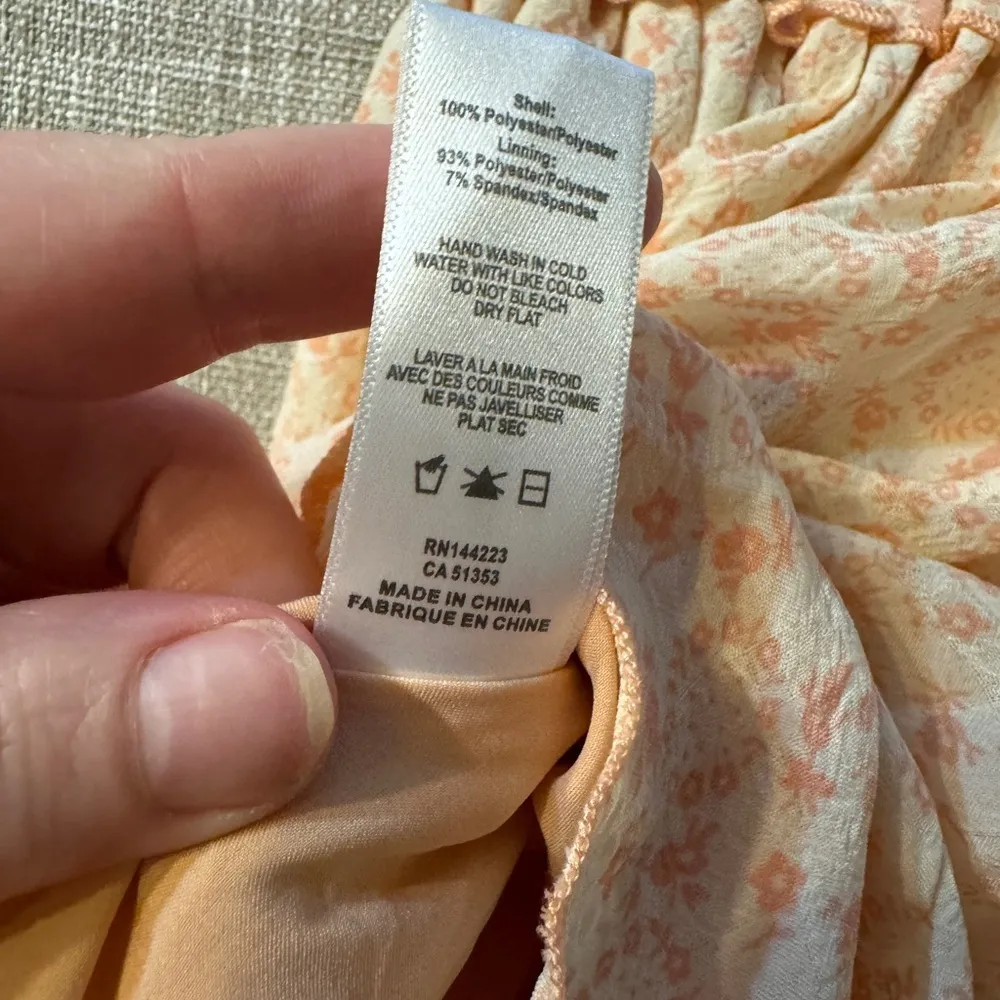 Shell:
100% Polyester/Polyester
Linning:
93% Polyester/Polyester
7% Spandex/Spandex
HAND WASH IN COLD
WATER WITH LIKE COLORS
DO NOT BLEACH
DRY FLAT
LAVER A LA MAIN FROID
AVEC DES COULEURS COMME
NE PAS JAVELLISER
PLAT SEC
RN144223
CA 51353
MADE IN CHINA
FABRIQUE EN CHINE